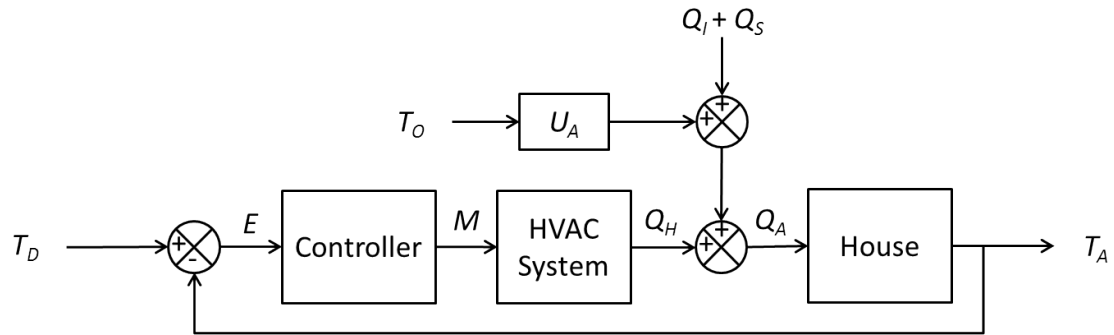 Q_I + Q_S
+
+
T_O
U_A
E
M
Q_H
+
Q_A
T_D
+
-
Controller
HVAC
System
+
House
T_A